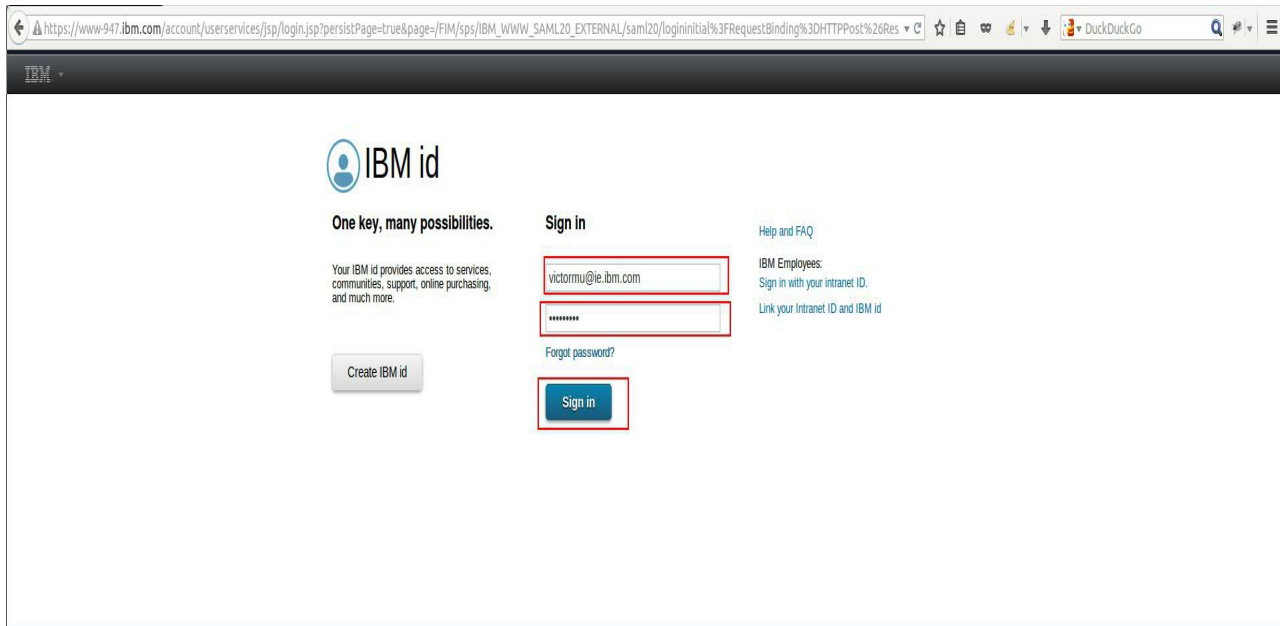 https://www-947.ibm.com/account/userservices/jsp/login.jsp?persistPage=true&page=/FIM/sps/IBM_WWW_SAML20_EXTERNAL/saml20/logininitial%3FRequestBinding%3DHTTPPost%26Res
DuckDuckGo
IBM
IBM id
One key, many possibilities.
Your IBM id provides access to services,
communities, support, online purchasing,
and much more.
Create IBM id
Sign in
victormu@ie.ibm.com
•••••••••
Forgot password?
Sign in
Help and FAQ
IBM Employees:
Sign in with your intranet ID.
Link your Intranet ID and IBM id